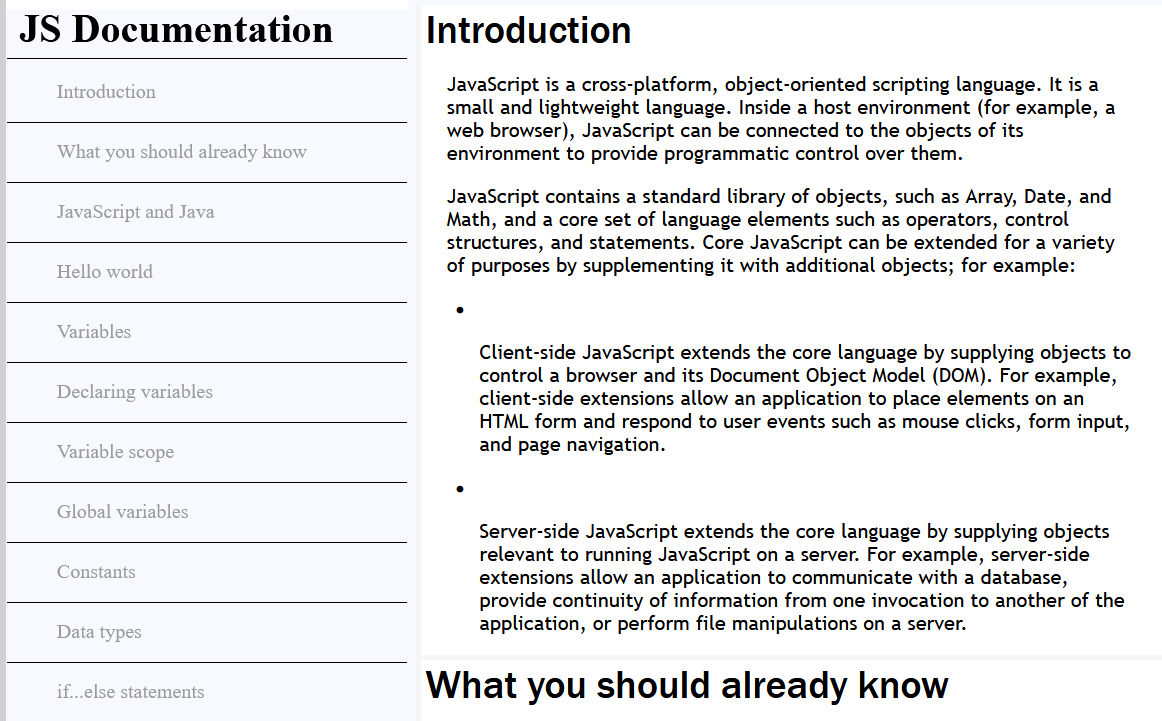 JS Documentation
Introduction
What you should already know
JavaScript and Java
Hello world
Variables
Declaring variables
Variable scope
Global variables
Constants
Data types
if...else statements
Introduction
JavaScript is a cross-platform, object-oriented scripting language. It is a
small and lightweight language. Inside a host environment (for example, a
web browser), JavaScript can be connected to the objects of its
environment to provide programmatic control over them.
JavaScript contains a standard library of objects, such as Array, Date, and
Math, and a core set of language elements such as operators, control
structures, and statements. Core JavaScript can be extended for a variety
of purposes by supplementing it with additional objects; for example:
•
Client-side JavaScript extends the core language by supplying objects to
control a browser and its Document Object Model (DOM). For example,
client-side extensions allow an application to place elements on an
HTML form and respond to user events such as mouse clicks, form input,
and page navigation.
•
Server-side JavaScript extends the core language by supplying objects
relevant to running JavaScript on a server. For example, server-side
extensions allow an application to communicate with a database,
provide continuity of information from one invocation to another of the
application, or perform file manipulations on a server.
What you should already know